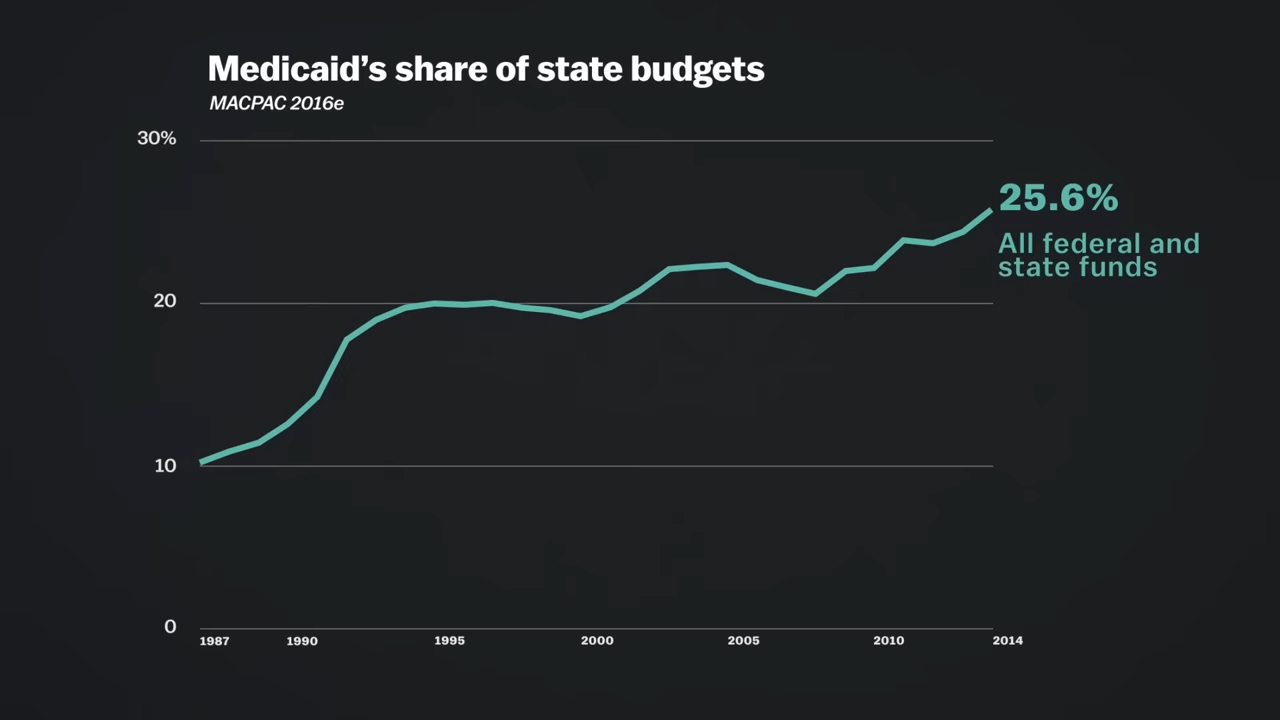 Medicaid’s share of state budgets
MACPAC 2016e
30%
25.6%
All federal and
state funds
20
10
0
1987 1990 1995 2000 2005 2010 2014